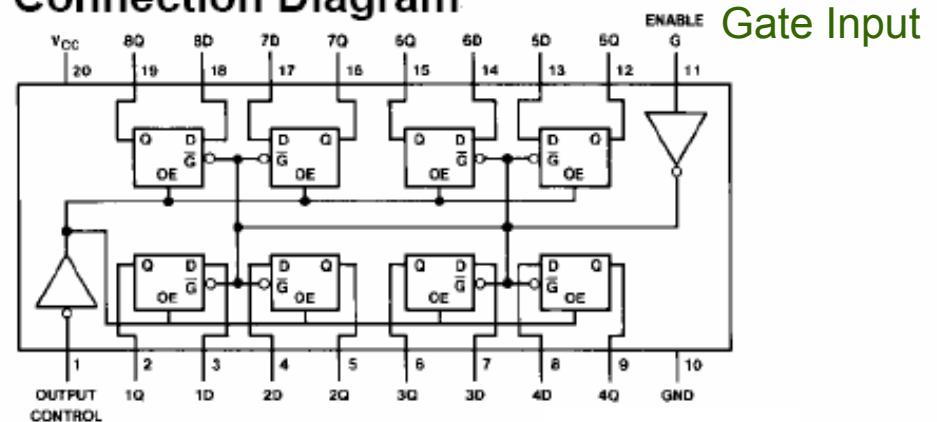 Connection Diagram
ENABLE Gate Input
VCC 8Q 8D 7D 7Q 6Q 6D 5D 5Q G
20 19 18 17 16 15 14 13 12 11
Q D D Q Q D D Q
G G G G
OE OE OE OE
Q D D Q Q D D Q
G G G G
OE OE OE OE
1 2 3 4 5 6 7 8 9 10
OUTPUT 1Q 1D 2D 2Q 3Q 3D 4D 4Q GND
CONTROL